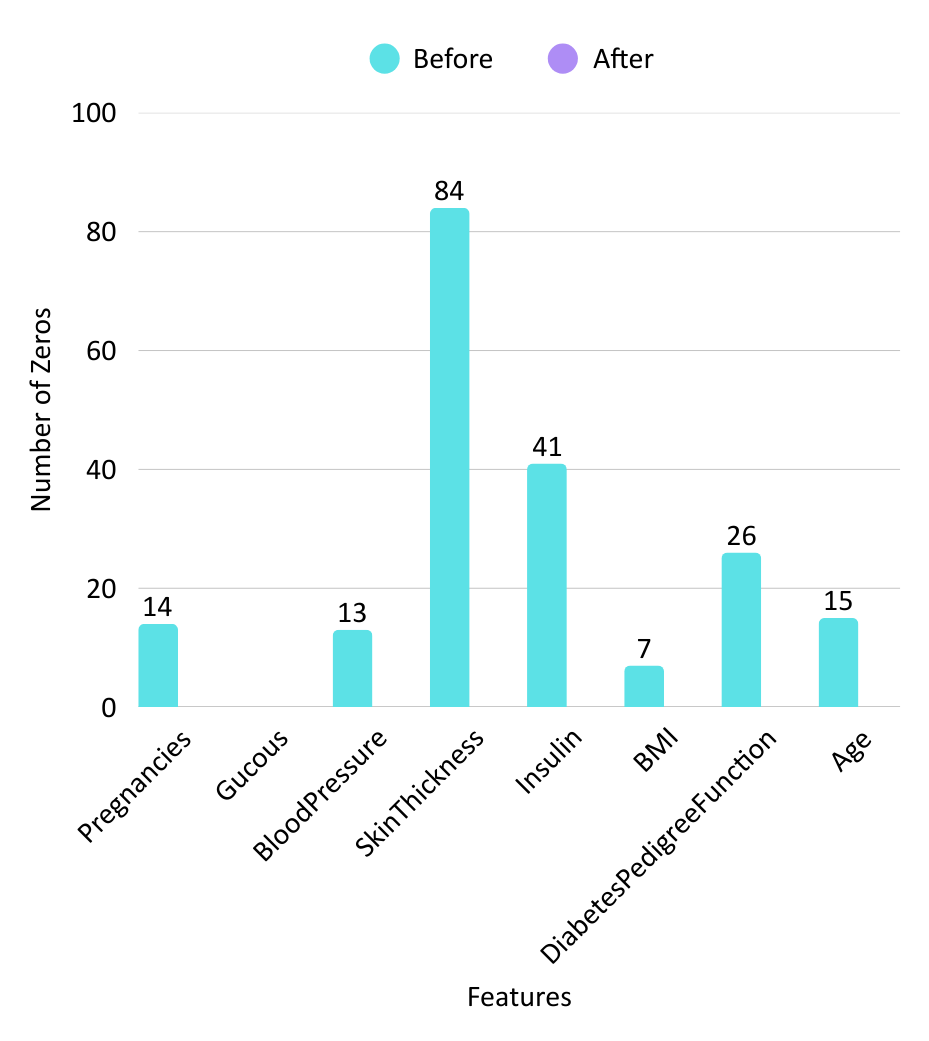 Before After
100
84
80
60
Number of Zeros
41
40
26
20
14
13
7
15
0
Pregnancies
Gucous
BloodPressure
SkinThickness
Insulin
BMI
DiabetesPedigreeFunction
Age
Features